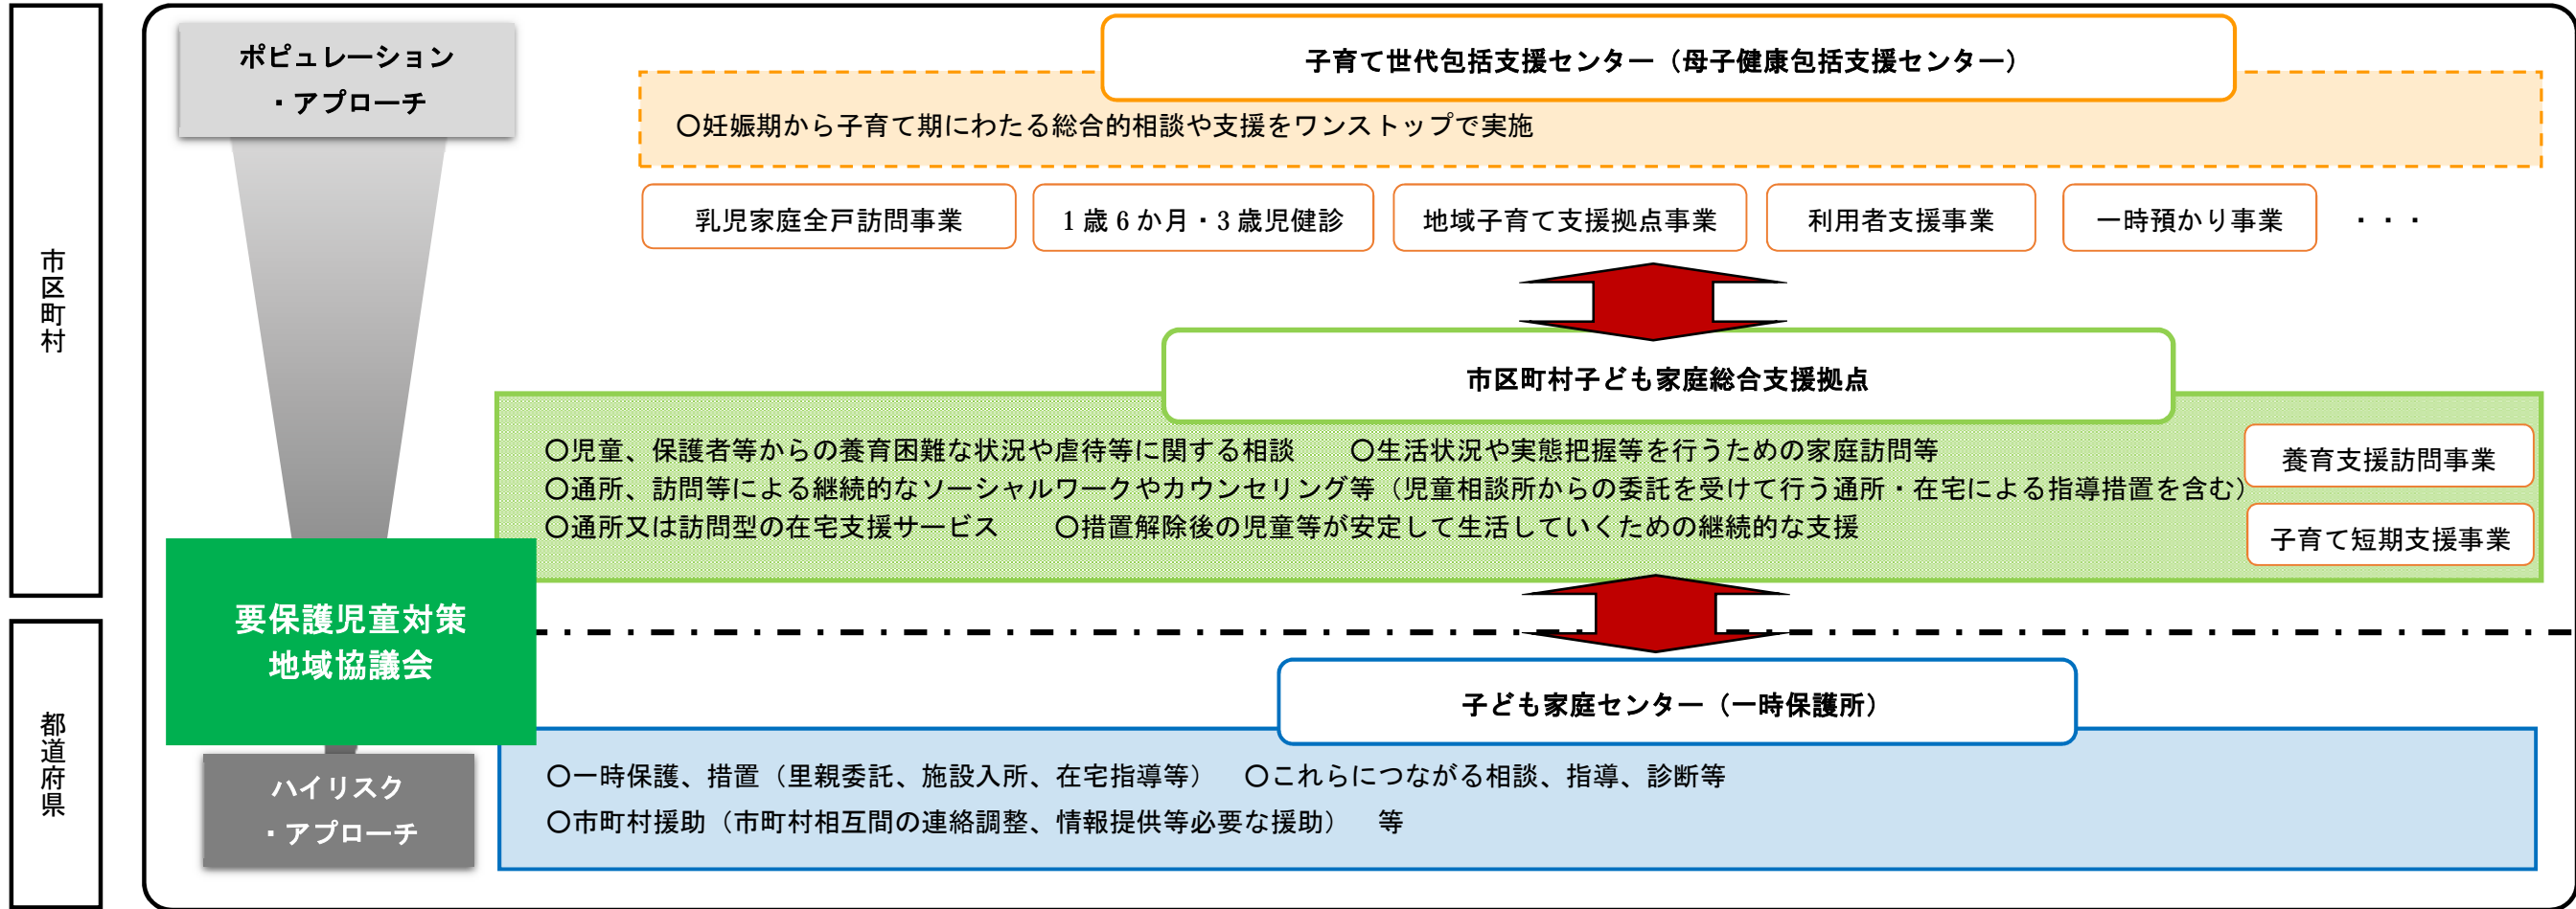 市区町村
都道府県
ポピュレーション
・アプローチ
要保護児童対策
地域協議会
ハイリスク
・アプローチ
子育て世代包括支援センター（母子健康包括支援センター）
〇妊娠期から子育て期にわたる総合的相談や支援をワンストップで実施
乳児家庭全戸訪問事業
1歳6か月・3歳児健診
地域子育て支援拠点事業
利用者支援事業
一時預かり事業
・・・
市区町村子ども家庭総合支援拠点
〇児童、保護者等からの養育困難な状況や虐待等に関する相談　〇生活状況や実態把握等を行うための家庭訪問等
〇通所、訪問等による継続的なソーシャルワークやカウンセリング等（児童相談所からの委託を受けて行う通所・在宅による指導措置を含む）
〇通所又は訪問型の在宅支援サービス　〇措置解除後の児童等が安定して生活していくための継続的な支援
養育支援訪問事業
子育て短期支援事業
子ども家庭センター（一時保護所）
〇一時保護、措置（里親委託、施設入所、在宅指導等）　〇これらにつながる相談、指導、診断等
〇市町村援助（市町村相互間の連絡調整、情報提供等必要な援助）　等